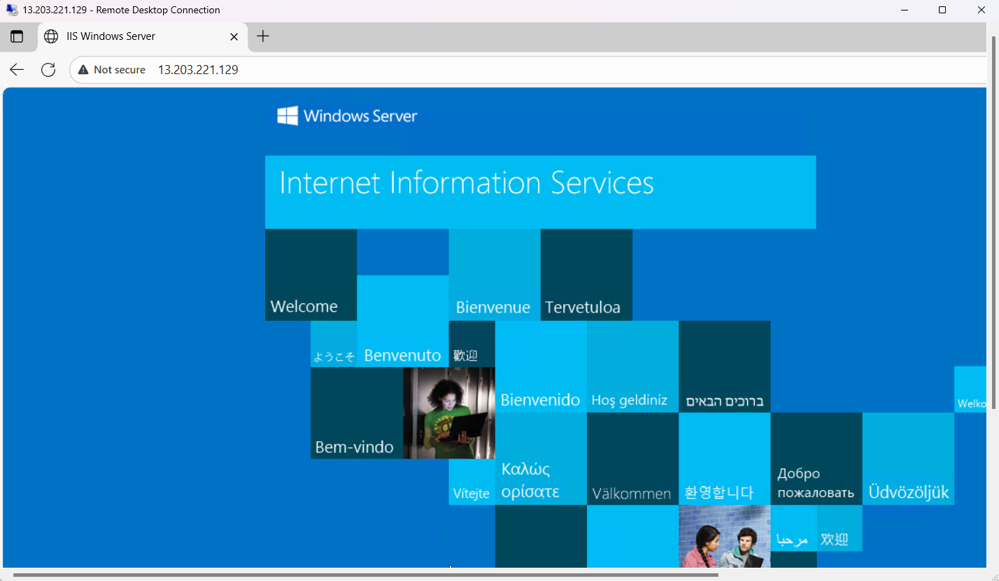 13.203.221.129 - Remote Desktop Connection
IIS Windows Server
Not secure 13.203.221.129
Windows Server
Internet Information Services
Welcome
Bienvenue
Tervetuloa
ようこそ
Benvenuto
歡迎
Bienvenido
Hoş geldiniz
ברוכים הבאים
Welko
Bem-vindo
Vítejte
Καλώς
ορίσατε
Välkommen
환영합니다
Добро
пожаловать
Üdvözöljük
مرحبا
欢迎